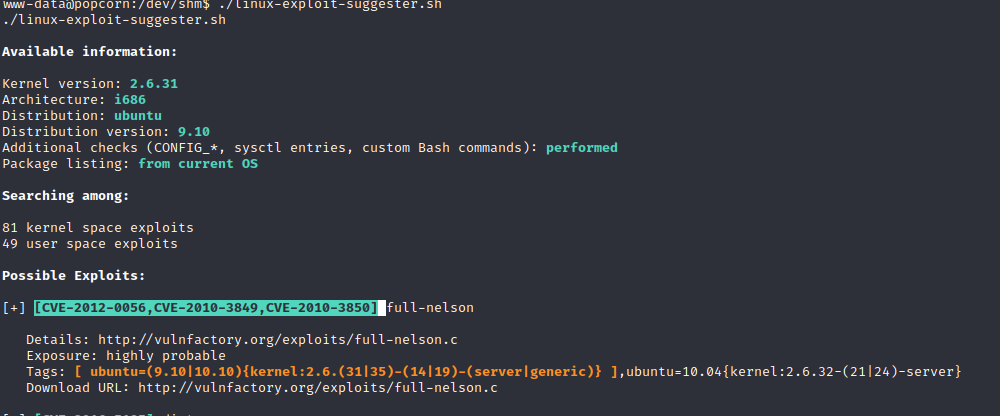 www-data@popcorn:/dev/shm$ ./linux-exploit-suggester.sh
./linux-exploit-suggester.sh
Available information:
Kernel version: 2.6.31
Architecture: i686
Distribution: ubuntu
Distribution version: 9.10
Additional checks (CONFIG_*, sysctl entries, custom Bash commands): performed
Package listing: from current OS
Searching among:
81 kernel space exploits
49 user space exploits
Possible Exploits:
[+] [CVE-2012-0056,CVE-2010-3849,CVE-2010-3850] full-nelson
Details: http://vulnfactory.org/exploits/full-nelson.c
Exposure: highly probable
Tags: [ ubuntu=(9.10|10.10){kernel:2.6.(31|35)-(14|19)-(server|generic)} ],ubuntu=10.04{kernel:2.6.32-(21|24)-server}
Download URL: http://vulnfactory.org/exploits/full-nelson.c